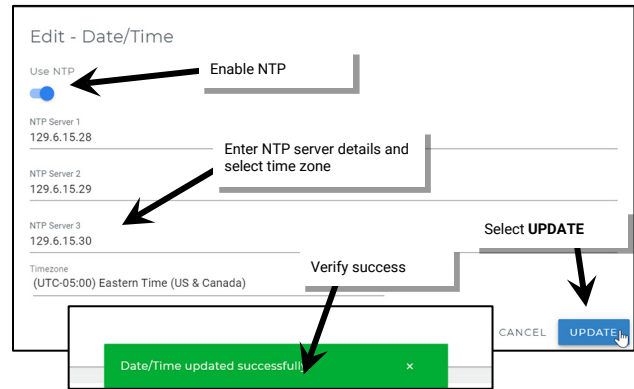 Edit - Date/Time
Use NTP
Enable NTP
NTP Server 1
129.6.15.28
Enter NTP server details and
select time zone
NTP Server 2
129.6.15.29
NTP Server 3
129.6.15.30
Select UPDATE
Timezone
(UTC-05:00) Eastern Time (US & Canada)
Verify success
CANCEL UPDATE
Date/Time updated successfully ×